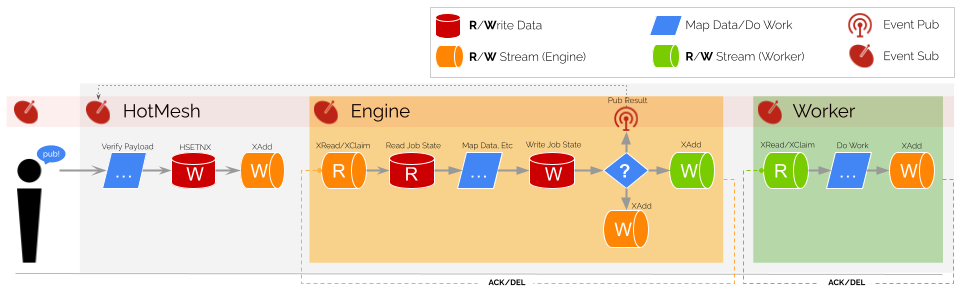 R/Write Data
Map Data/Do Work
Event Pub
R/W Stream (Engine)
R/W Stream (Worker)
Event Sub
HotMesh
Engine
Worker
Pub Result
pub!
Verify Payload
...
HSETNX
W
XAdd
W
XRead/XClaim
R
Read Job State
R
Map Data, Etc
...
Write Job State
W
?
XAdd
W
XAdd
W
XRead/XClaim
R
Do Work
...
XAdd
W
ACK/DEL
ACK/DEL